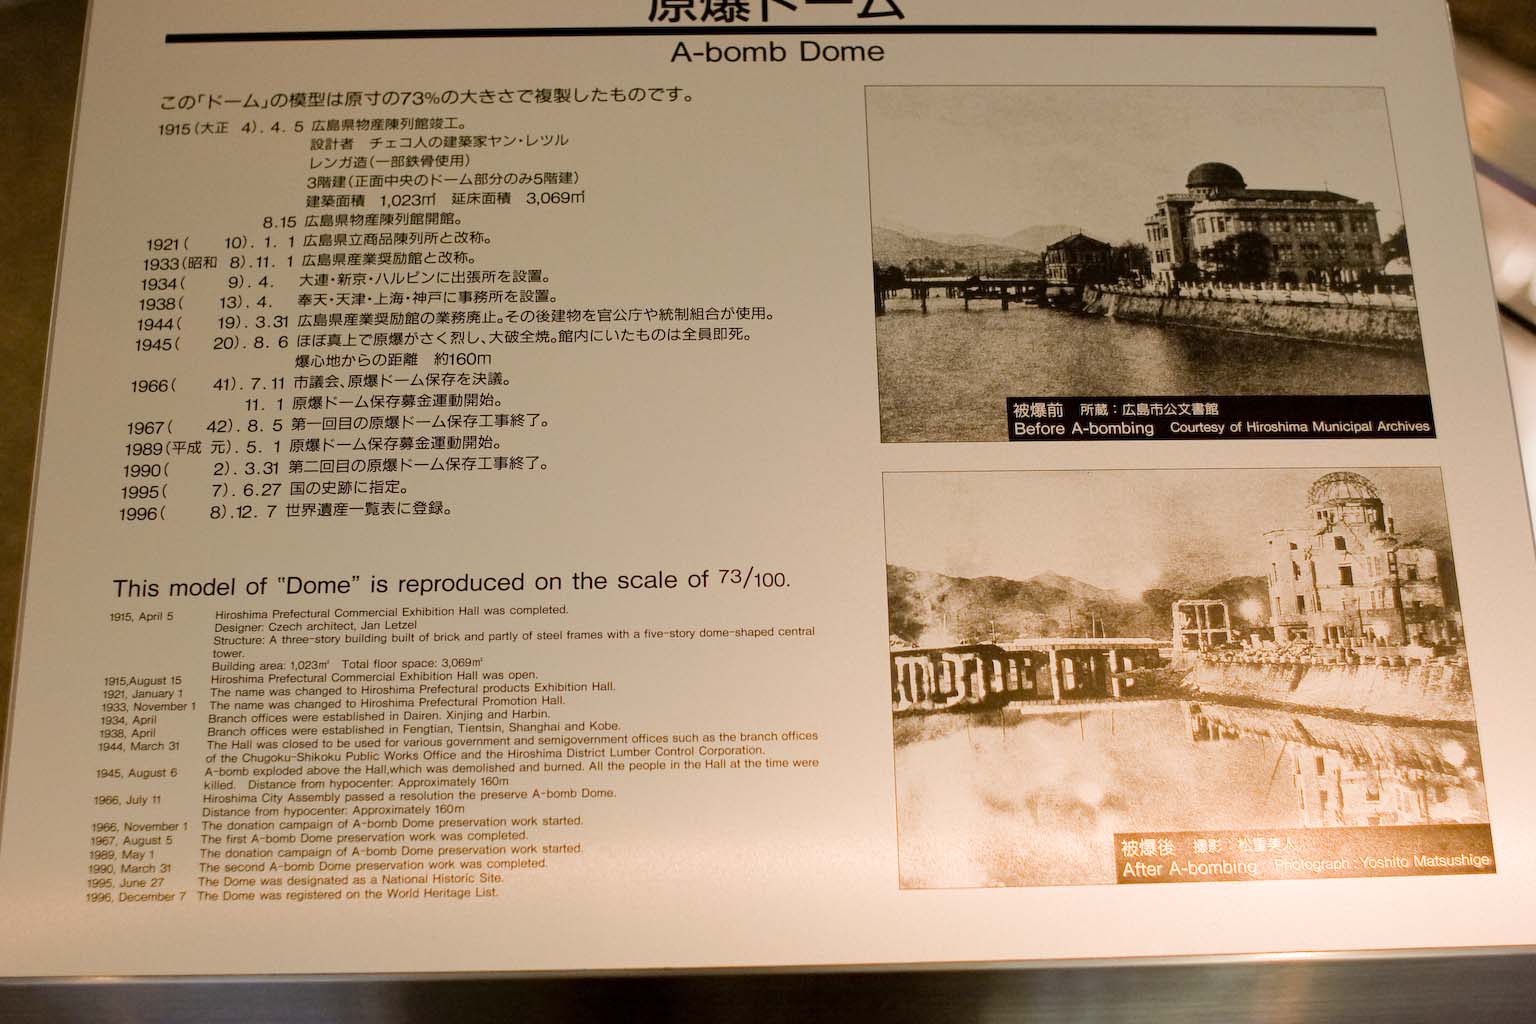 原爆ドーム
A-bomb Dome
この「ドーム」の模型は原寸の73%の大きさで複製したものです。
1915(大正 4). 4. 5 広島県物産陳列館竣工。
設計者 チェコ人の建築家ヤン・レツル
レンガ造(一部鉄骨使用)
3階建(正面中央のドーム部分のみ5階建)
建築面積 1,023㎡ 延床面積 3,069㎡
8.15 広島県物産陳列館開館。
1921( 10). 1. 1 広島県立商品陳列所と改称。
1933(昭和 8).11. 1 広島県産業奨励館と改称。
1934( 9). 4. 大連・新京・ハルピンに出張所を設置。
1938( 13). 4. 奉天・天津・上海・神戸に事務所を設置。
1944( 19). 3.31 広島県産業奨励館の業務廃止。その後建物を官公庁や統制組合が使用。
1945( 20). 8. 6 ほぼ真上で原爆がさく烈し、大破全焼。館内にいたものは全員即死。
爆心地からの距離 約160m
1966( 41). 7. 11 市議会、原爆ドーム保存を決議。
11. 1 原爆ドーム保存募金運動開始。
1967( 42). 8. 5 第一回目の原爆ドーム保存工事終了。
1989(平成 元). 5. 1 原爆ドーム保存募金運動開始。
1990( 2). 3.31 第二回目の原爆ドーム保存工事終了。
1995( 7). 6.27 国の史跡に指定。
1996( 8).12. 7 世界遺産一覧表に登録。
This model of "Dome" is reproduced on the scale of 73/100.
1915, April 5 Hiroshima Prefectural Commercial Exhibition Hall was completed.
Designer: Czech architect, Jan Letzel
Structure: A three-story building built of brick and partly of steel frames with a five-story dome-shaped central
tower.
Building area: 1,023㎡ Total floor space: 3,069㎡
1915,August 15 Hiroshima Prefectural Commercial Exhibition Hall was open.
1921, January 1 The name was changed to Hiroshima Prefectural products Exhibition Hall.
1933, November 1 The name was changed to Hiroshima Prefectural Promotion Hall.
1934, April Branch offices were established in Dairen. Xinjing and Harbin.
1938, April Branch offices were established in Fengtian, Tientsin, Shanghai and Kobe.
1944, March 31 The Hall was closed to be used for various government and semigovernment offices such as the branch offices
of the Chugoku-Shikoku Public Works Office and the Hiroshima District Lumber Control Corporation.
1945, August 6 A-bomb exploded above the Hall,which was demolished and burned. All the people in the Hall at the time were
killed. Distance from hypocenter: Approximately 160m
1966, July 11 Hiroshima City Assembly passed a resolution the preserve A-bomb Dome.
Distance from hypocenter: Approximately 160m
1966, November 1 The donation campaign of A-bomb Dome preservation work started.
1967, August 5 The first A-bomb Dome preservation work was completed.
1989, May 1 The donation campaign of A-bomb Dome preservation work started.
1990, March 31 The second A-bomb Dome preservation work was completed.
1995, June 27 The Dome was designated as a National Historic Site.
1996, December 7 The Dome was registered on the World Heritage List.
被爆前 所蔵:広島市公文書館
Before A-bombing Courtesy of Hiroshima Municipal Archives
被爆後 撮影:松重美人
After A-bombing Photograph : Yoshito Matsushige